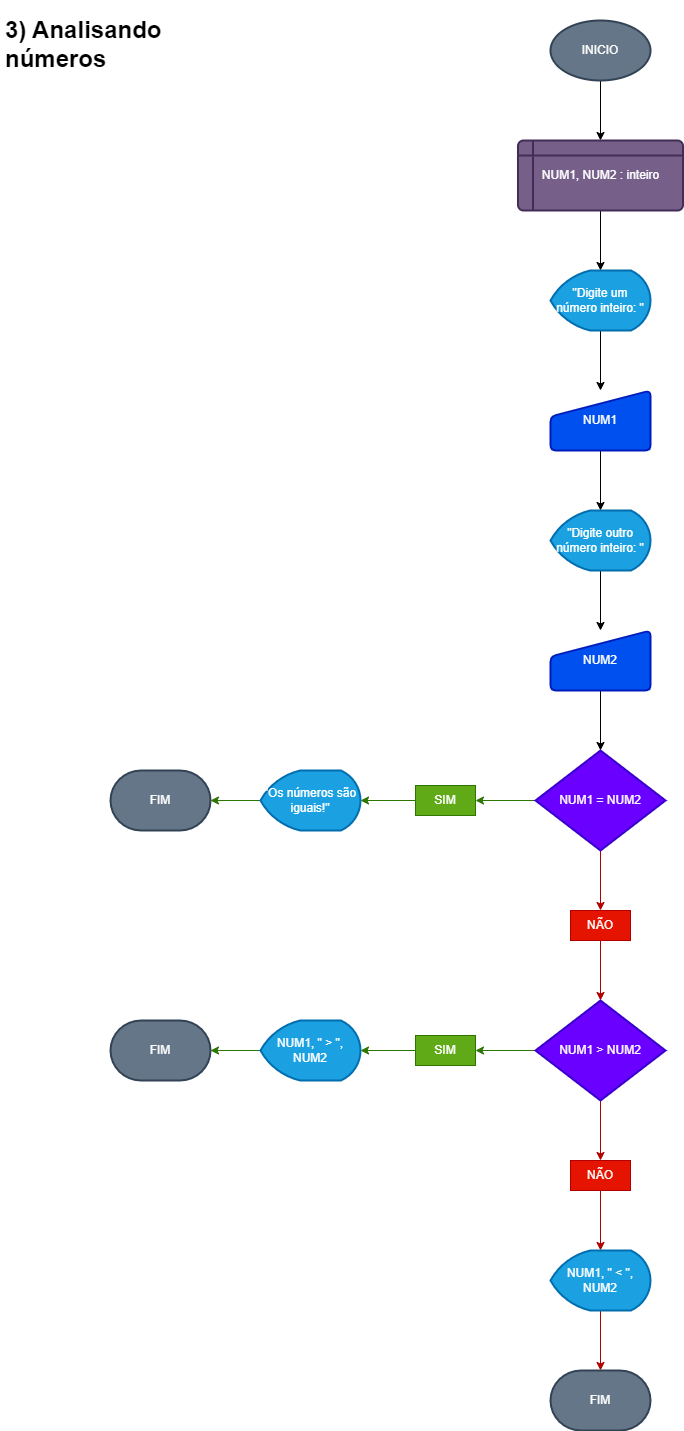 3) Analisando
números
INICIO
NUM1, NUM2 : inteiro
"Digite um
número inteiro: "
NUM1
"Digite outro
número inteiro: "
NUM2
NUM1 = NUM2
SIM
Os números são
iguais!"
FIM
NÃO
NUM1 > NUM2
SIM
NUM1, " > ",
NUM2
FIM
NÃO
NUM1, " < ",
NUM2
FIM